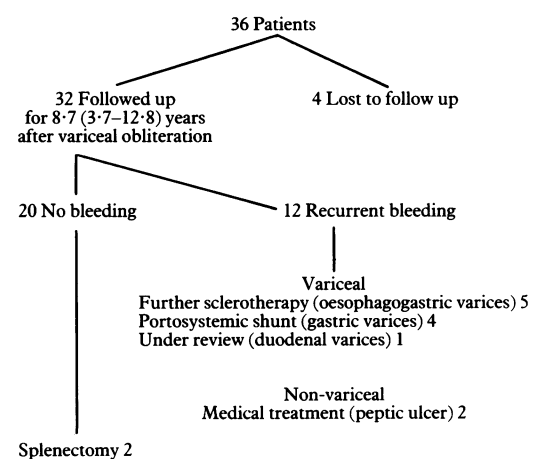 36 Patients
32 Followed up
for 8·7 (3·7–12·8) years
after variceal obliteration
4 Lost to follow up
20 No bleeding
12 Recurrent bleeding
Variceal
Further sclerotherapy (oesophagogastric varices) 5
Portosystemic shunt (gastric varices) 4
Under review (duodenal varices) 1
Non-variceal
Medical treatment (peptic ulcer) 2
Splenectomy 2